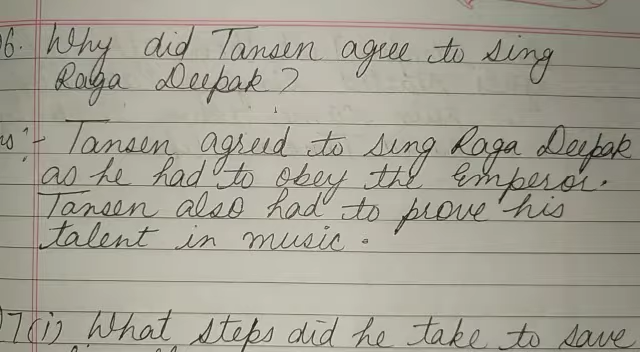 6. Why did Tansen agree to sing
Raga Deepak?
ns:- Tansen agreed to sing Raga Deepak
as he had to obey the Emperor.
Tansen also had to prove his
talent in music.
7(i) What steps did he take to save